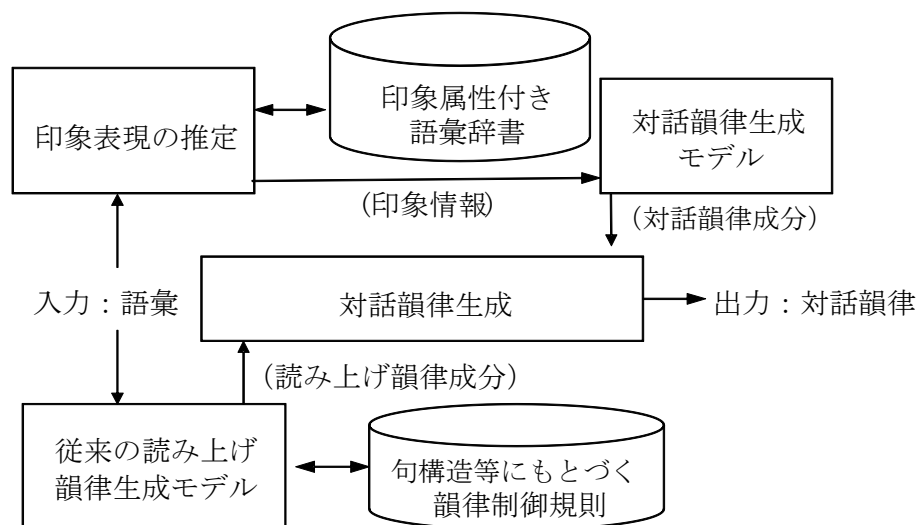 印象表現の推定
印象属性付き
語彙辞書
対話韻律生成
モデル
(印象情報)
(対話韻律成分)
入力：語彙
対話韻律生成
出力：対話韻律
(読み上げ韻律成分)
従来の読み上げ
韻律生成モデル
句構造等にもとづく
韻律制御規則